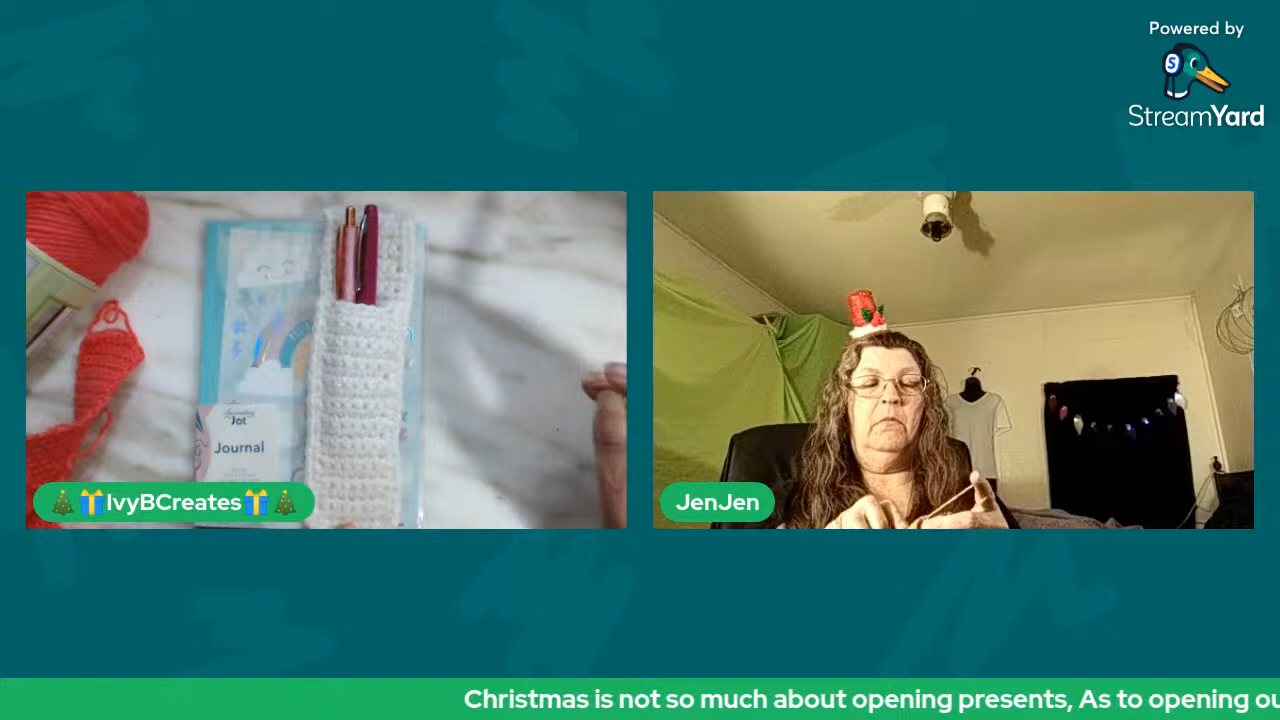 Powered by
S
StreamYard
Jot
Journal
🎄🎁IvyBCreates🎁🎄
JenJen
Christmas is not so much about opening presents, As to opening ou